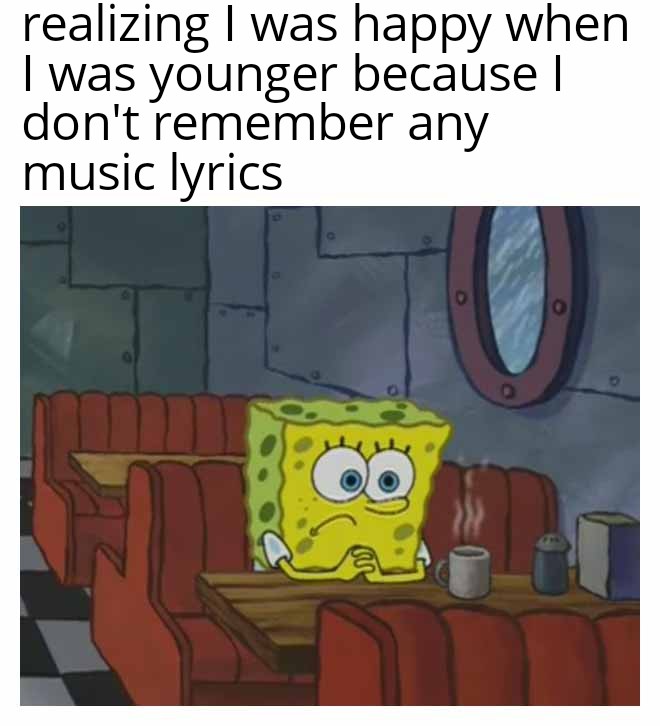 realizing I was happy when
I was younger because I
don't remember any
music lyrics